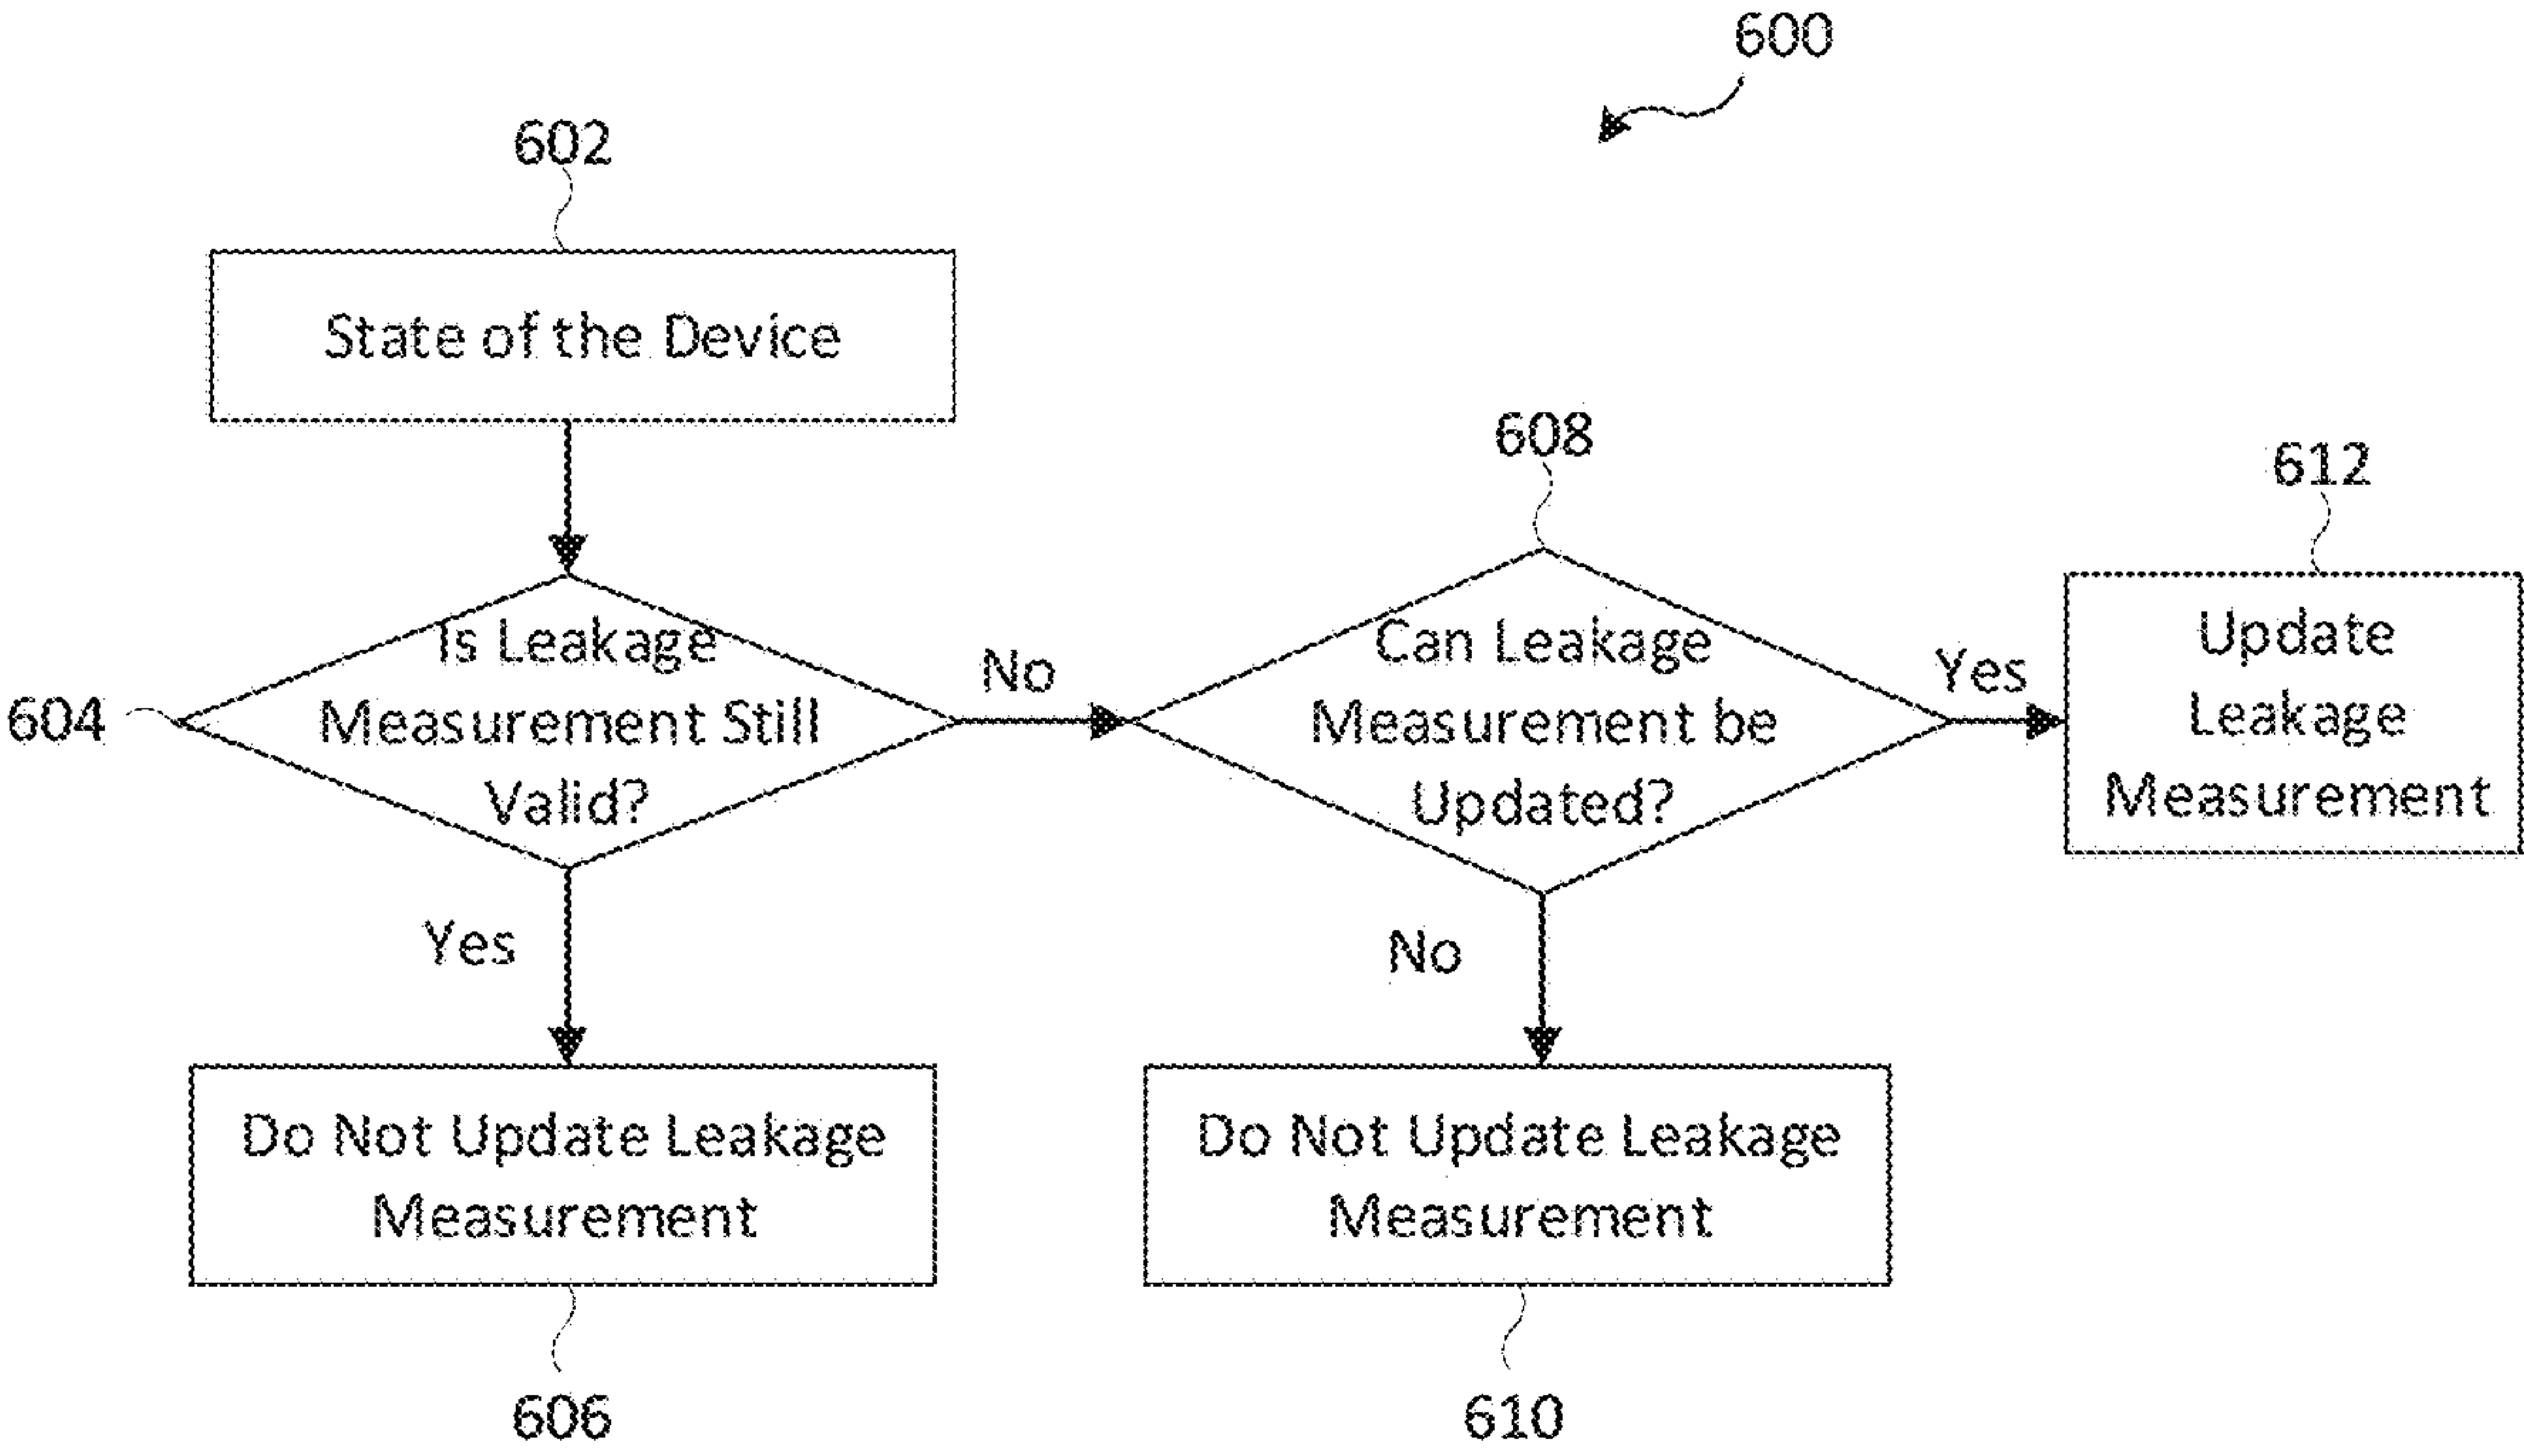 600
602
State of the Device
604
Is Leakage
Measurement Still
Valid?
No
Yes
608
Can Leakage
Measurement be
Updated?
Yes
No
612
Update
Leakage
Measurement
Do Not Update Leakage
Measurement
606
Do Not Update Leakage
Measurement
610